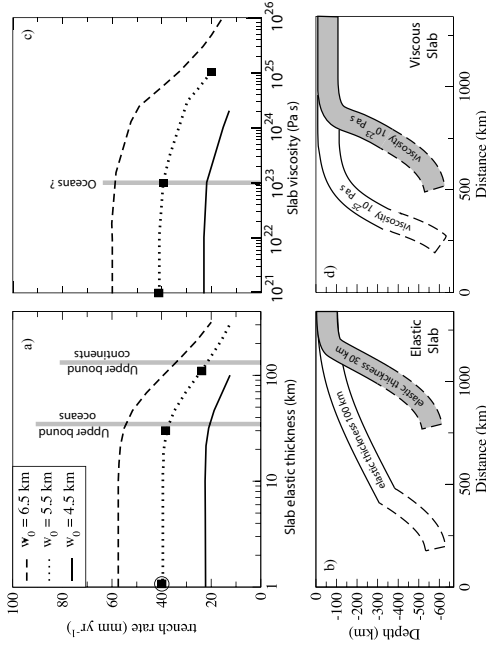 a)
100
80
60
40
20
0
trench rate (mm yr⁻¹)
w₀ = 6.5 km
w₀ = 5.5 km
w₀ = 4.5 km
Upper bound
oceans
Upper bound
continents
1
10
100
Slab elastic thickness (km)
c)
Oceans ?
10²¹
10²²
10²³
10²⁴
10²⁵
10²⁶
Slab viscosity (Pa s)
b)
0
-100
-200
-300
-400
-500
-600
Depth (km)
elastic thickness 100 km
elastic thickness 30 km
Elastic
Slab
0
500
1000
Distance (km)
d)
viscosity 10²⁵ Pa s
viscosity 10²³ Pa s
Viscous
Slab
0
500
1000
Distance (km)